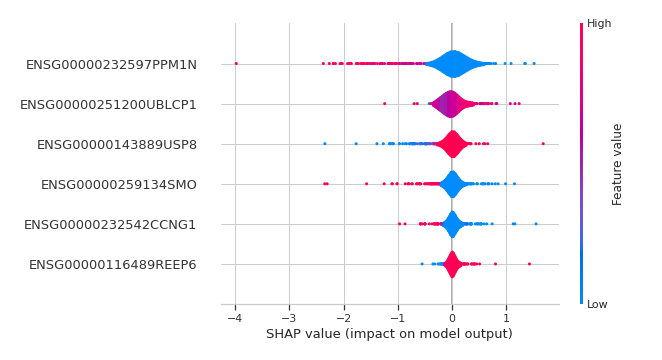 High
ENSG00000232597PPM1N
ENSG00000251200UBLCP1
ENSG00000143889USP8
ENSG00000259134SMO
ENSG00000232542CCNG1
ENSG00000116489REEP6
Feature value
Low
−4 −3 −2 −1 0 1
SHAP value (impact on model output)